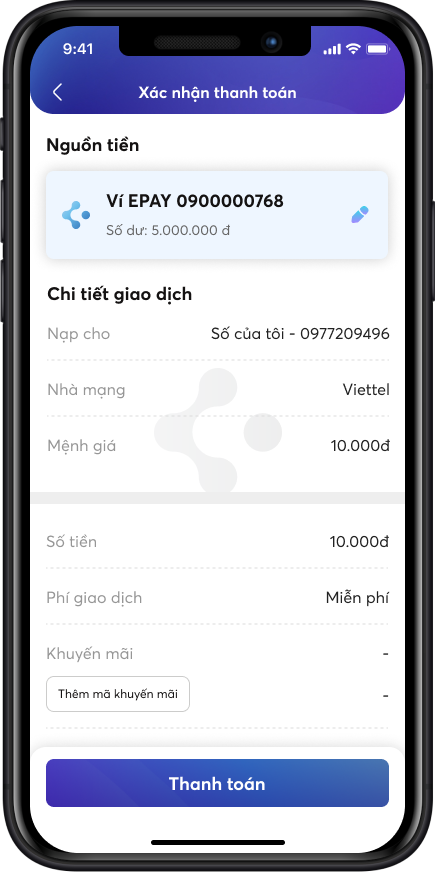 9:41
Xác nhận thanh toán
Nguồn tiền
Ví EPAY 0900000768
Số dư: 5.000.000 đ
Chi tiết giao dịch
Nạp cho Số của tôi - 0977209496
Nhà mạng Viettel
Mệnh giá 10.000đ
Số tiền 10.000đ
Phí giao dịch Miễn phí
Khuyến mãi -
Thêm mã khuyến mãi -
Thanh toán